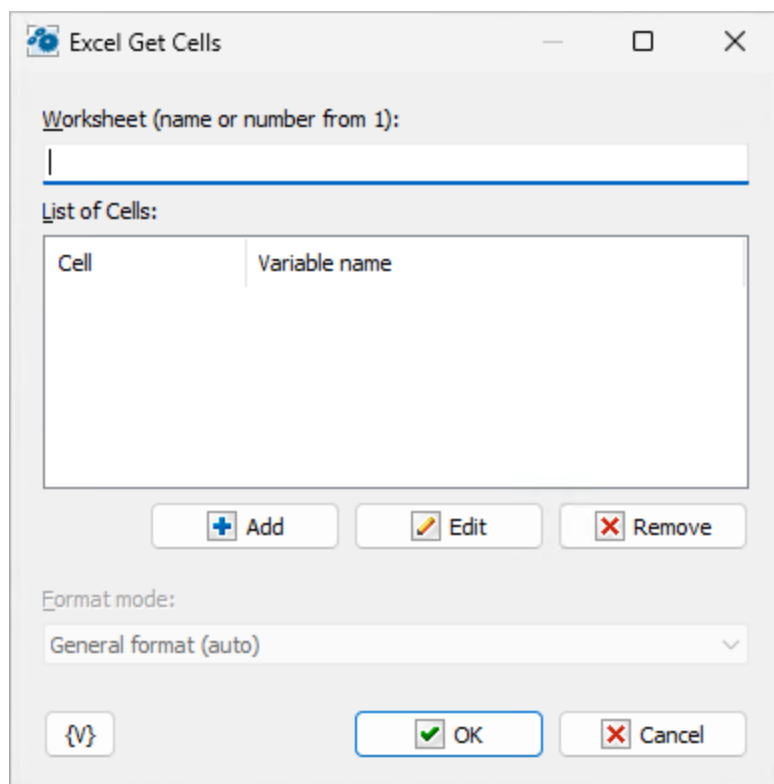 Excel Get Cells
Worksheet (name or number from 1):
List of Cells:
Cell Variable name
Add Edit Remove
Format mode:
General format (auto)
{V} OK Cancel